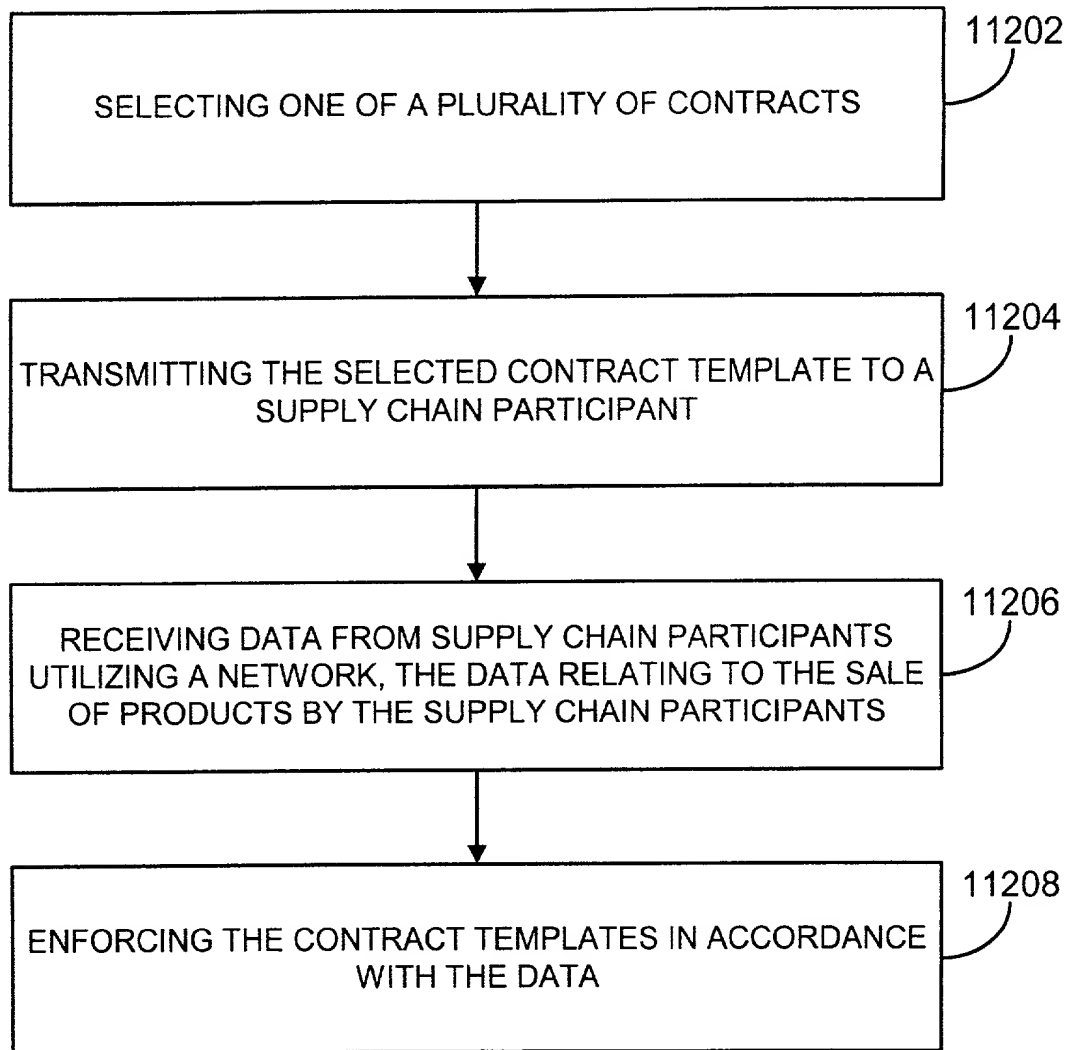 11202
SELECTING ONE OF A PLURALITY OF CONTRACTS
11204
TRANSMITTING THE SELECTED CONTRACT TEMPLATE TO A
SUPPLY CHAIN PARTICIPANT
11206
RECEIVING DATA FROM SUPPLY CHAIN PARTICIPANTS
UTILIZING A NETWORK, THE DATA RELATING TO THE SALE
OF PRODUCTS BY THE SUPPLY CHAIN PARTICIPANTS
11208
ENFORCING THE CONTRACT TEMPLATES IN ACCORDANCE
WITH THE DATA